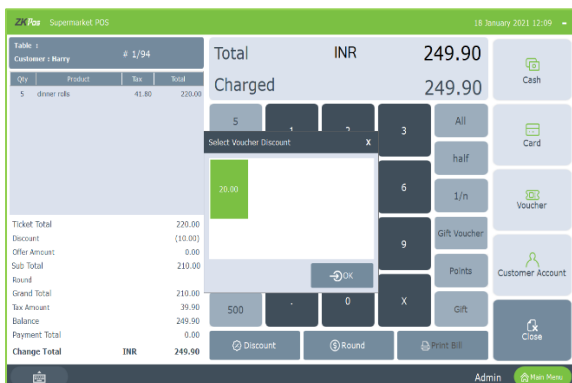 ZKPos Supermarket POS
18 January 2021 12:09
Table :
Customer : Harry
# 1/94
Qty Product Tax Total
5 dinner rolls 41.80 220.00
Ticket Total 220.00
Discount (10.00)
Offer Amount 0.00
Sub Total 210.00
Round
Grand Total 210.00
Tax Amount 39.90
Balance 249.90
Payment Total 0.00
Change Total INR 249.90
Total INR 249.90
Charged 249.90
5
3
All
Select Voucher Discount X
half
20.00
6
1/n
9
Gift Voucher
OK
Points
500
.
0
X
Gift
Discount
Round
Print Bill
Cash
Card
Voucher
Customer Account
Close
Admin
Main Menu